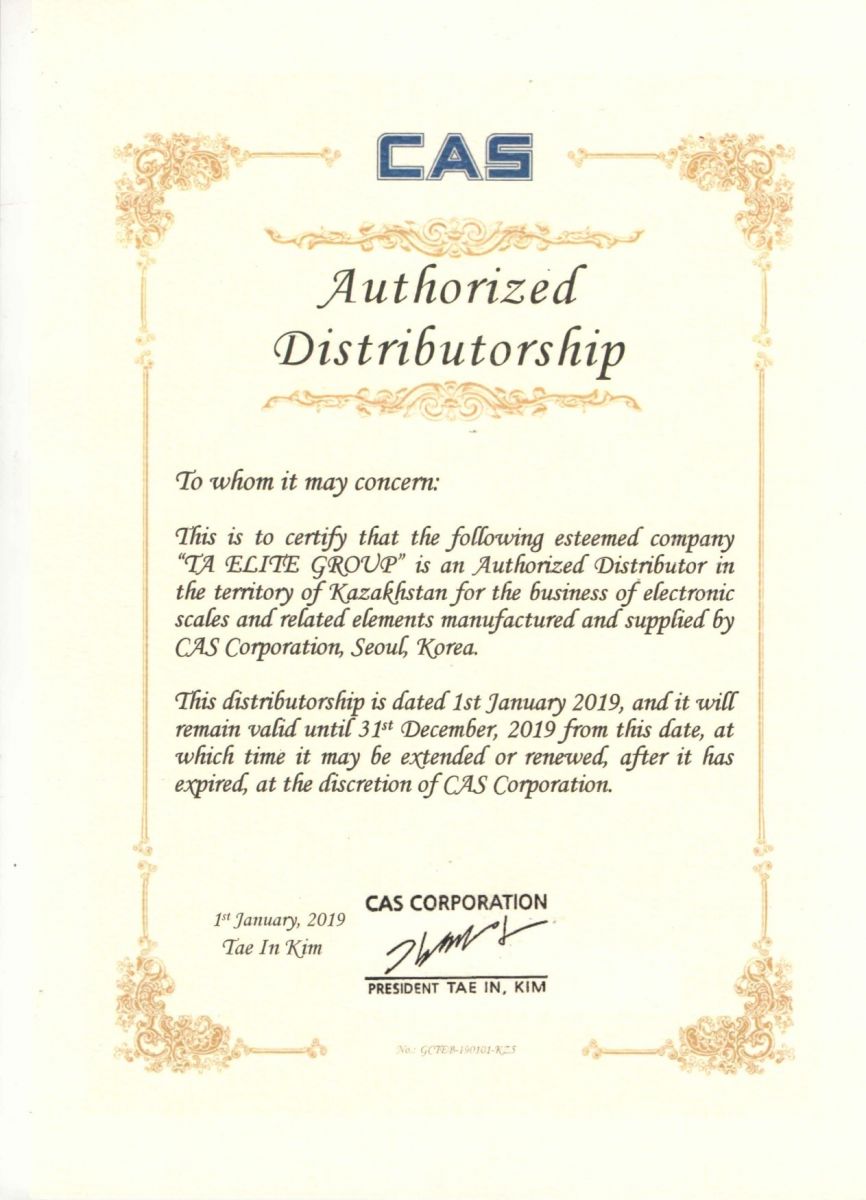 CAS
Authorized
Distributorship
To whom it may concern:
This is to certify that the following esteemed company
“TA ELITE GROUP” is an Authorized Distributor in
the territory of Kazakhstan for the business of electronic
scales and related elements manufactured and supplied by
CAS Corporation, Seoul, Korea.
This distributorship is dated 1st January 2019, and it will
remain valid until 31st December, 2019 from this date, at
which time it may be extended or renewed, after it has
expired, at the discretion of CAS Corporation.
CAS CORPORATION
1st January, 2019
Tae In Kim
PRESIDENT TAE IN, KIM
No.: GCTEB-190101-KZ5